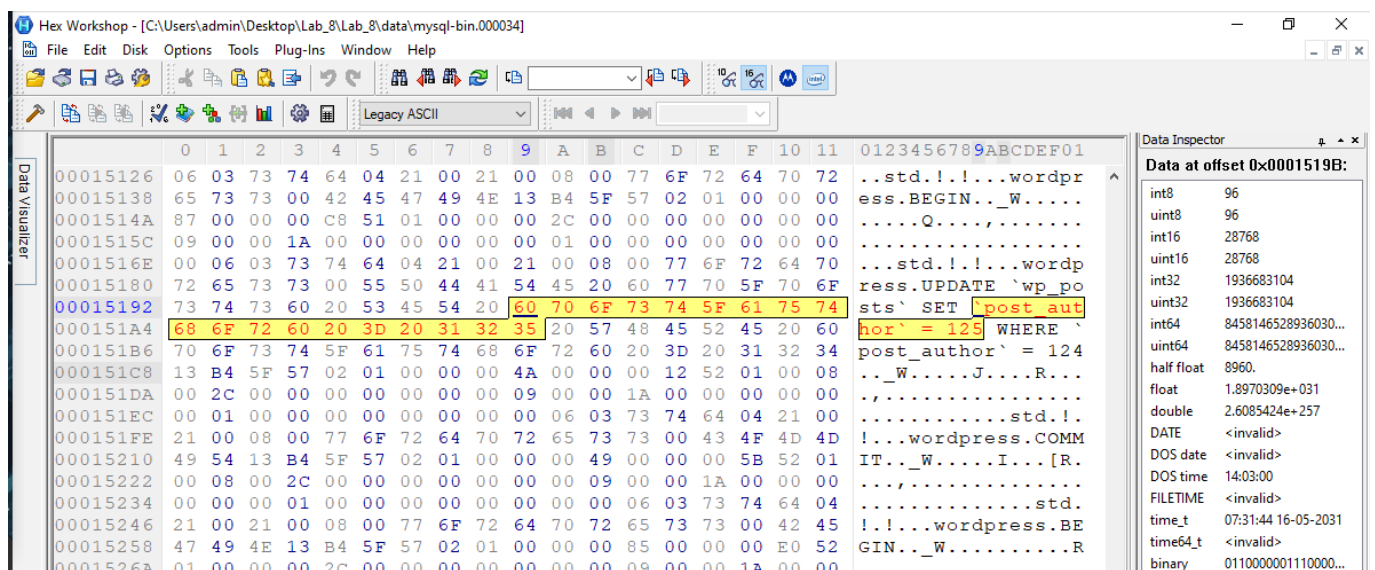 Hex Workshop - [C:\Users\admin\Desktop\Lab_8\Lab_8\data\mysql-bin.000034]
File Edit Disk Options Tools Plug-Ins Window Help
Legacy ASCII
Data Visualizer
0 1 2 3 4 5 6 7 8 9 A B C D E F 10 11 0123456789ABCDEF01
00015126 06 03 73 74 64 04 21 00 21 00 08 00 77 6F 72 64 70 72 ..std.!.!...wordpr
00015138 65 73 73 00 42 45 47 49 4E 13 B4 5F 57 02 01 00 00 00 ess.BEGIN.._W.....
0001514A 87 00 00 00 C8 51 01 00 00 00 2C 00 00 00 00 00 00 00 .....Q....,.......
0001515C 09 00 00 1A 00 00 00 00 00 00 01 00 00 00 00 00 00 00 ..................
0001516E 00 06 03 73 74 64 04 21 00 21 00 08 00 77 6F 72 64 70 ...std.!.!...wordp
00015180 72 65 73 73 00 55 50 44 41 54 45 20 60 77 70 5F 70 6F ress.UPDATE `wp_po
00015192 73 74 73 60 20 53 45 54 20 60 70 6F 73 74 5F 61 75 74 sts` SET `post_aut
000151A4 68 6F 72 60 20 3D 20 31 32 35 20 57 48 45 52 45 20 60 hor` = 125 WHERE `
000151B6 70 6F 73 74 5F 61 75 74 68 6F 72 60 20 3D 20 31 32 34 post_author` = 124
000151C8 13 B4 5F 57 02 01 00 00 00 4A 00 00 00 12 52 01 00 08 .._W.....J....R...
000151DA 00 2C 00 00 00 00 00 00 00 09 00 00 1A 00 00 00 00 00 .,................
000151EC 00 01 00 00 00 00 00 00 00 06 03 73 74 64 04 21 00 ...........std.!.
000151FE 21 00 08 00 77 6F 72 64 70 72 65 73 73 00 43 4F 4D 4D !...wordpress.COMM
00015210 49 54 13 B4 5F 57 02 01 00 00 00 49 00 00 00 5B 52 01 IT.._W.....I...[R.
00015222 00 08 00 2C 00 00 00 00 00 00 00 09 00 00 1A 00 00 00 ...,..............
00015234 00 00 00 01 00 00 00 00 00 00 00 06 03 73 74 64 04 ..............std.
00015246 21 00 21 00 08 00 77 6F 72 64 70 72 65 73 73 00 42 45 !.!...wordpress.BE
00015258 47 49 4E 13 B4 5F 57 02 01 00 00 00 85 00 00 00 E0 52 GIN.._W..........R
0001526A 01 00 00 00 2C 00 00 00 00 00 00 00 09 00 00 1A 00 00
Data Inspector
Data at offset 0x0001519B:
int8 96
uint8 96
int16 28768
uint16 28768
int32 1936683104
uint32 1936683104
int64 8458146528936030...
uint64 8458146528936030...
half float 8960.
float 1.8970309e+031
double 2.6085424e+257
DATE <invalid>
DOS date <invalid>
DOS time 14:03:00
FILETIME <invalid>
time_t 07:31:44 16-05-2031
time64_t <invalid>
binary 0110000001110000...